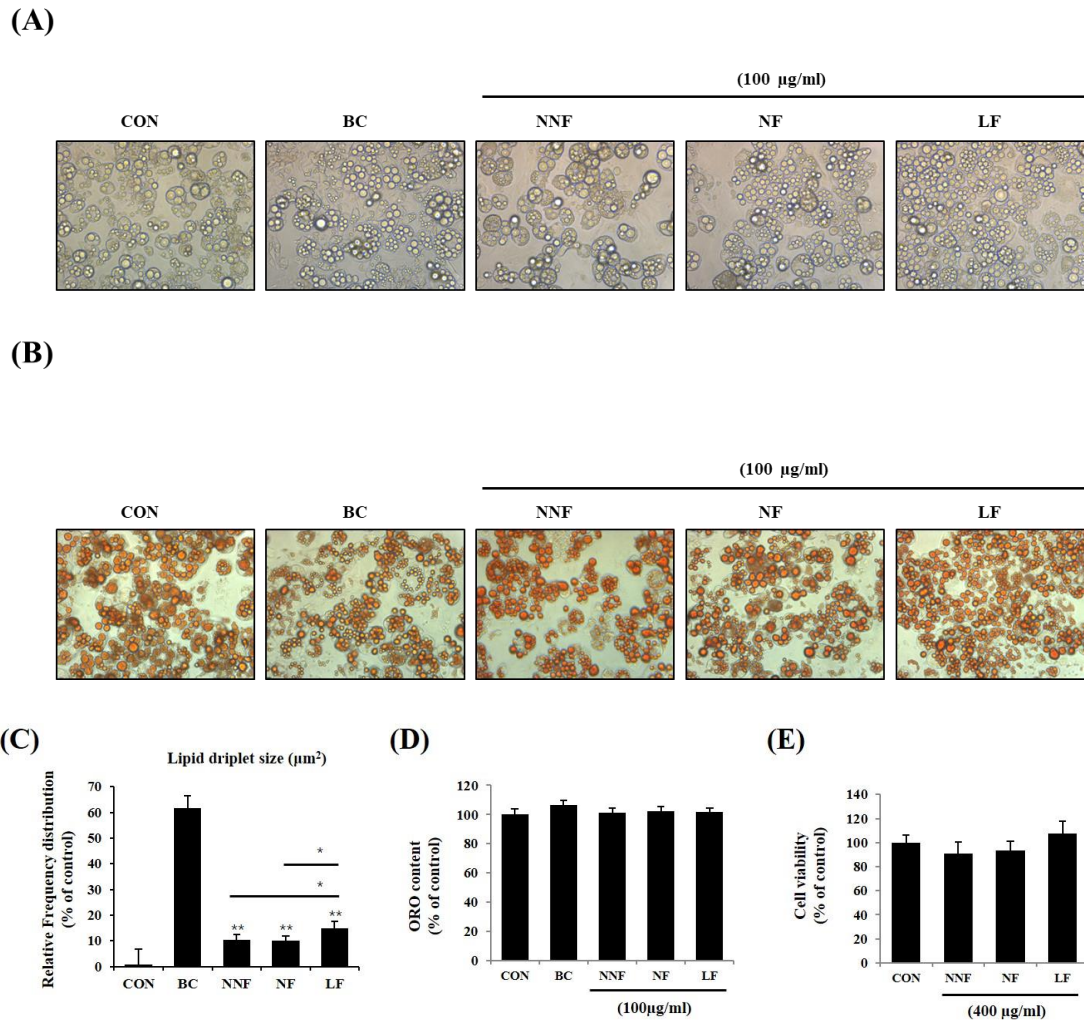 (A)
(100 µg/ml)
CON BC NNF NF LF
(B)
(100 µg/ml)
CON BC NNF NF LF
(C)
Lipid driplet size (µm²)
Relative Frequency distribution
(% of control)
70
60
50
40
30
20
10
0
*
*
** ** **
CON BC NNF NF LF
(D)
ORO content
(% of control)
120
100
80
60
40
20
0
CON BC NNF NF LF
(100µg/ml)
(E)
Cell viability
(% of control)
140
120
100
80
60
40
20
0
CON NNF NF LF
(400 µg/ml)